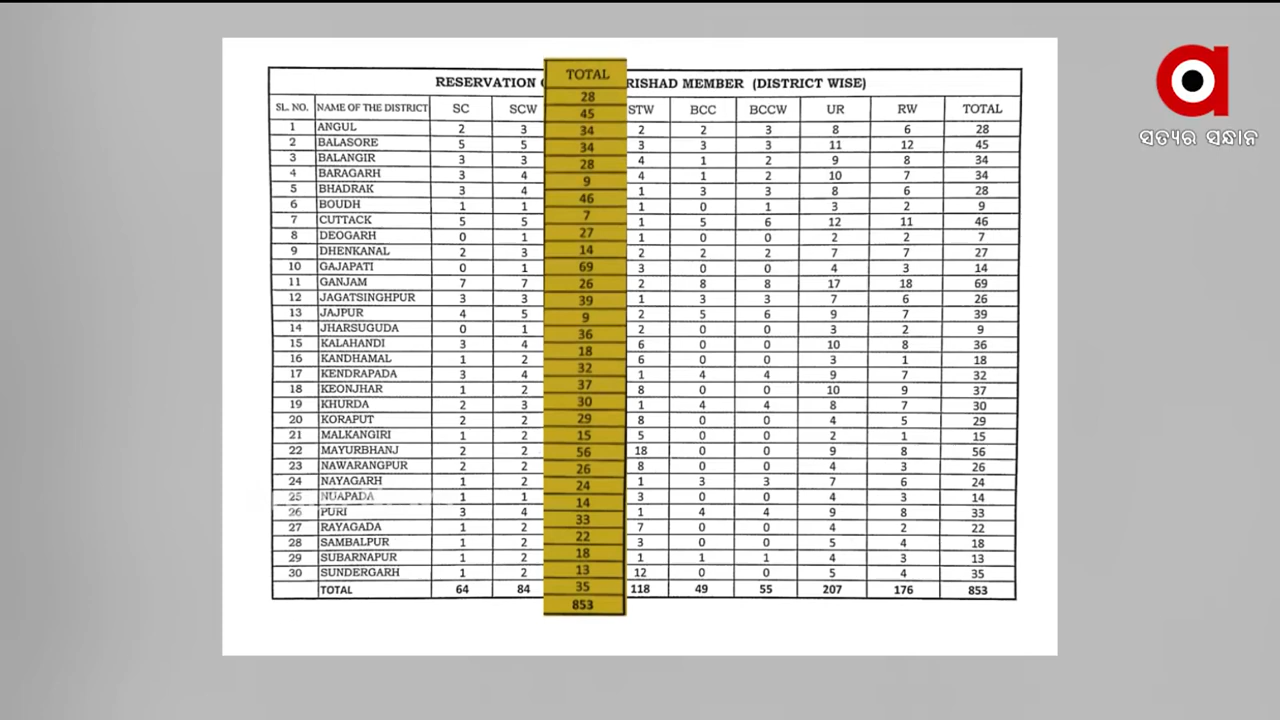 RESERVATION
RISHAD MEMBER (DISTRICT WISE)
TOTAL
28
45
34
34
28
9
46
7
27
14
69
26
39
9
36
18
32
37
30
29
15
56
26
24
14
33
22
18
13
35
853
SL. NO. NAME OF THE DISTRICT SC SCW STW BCC BCCW UR RW TOTAL
1 ANGUL 2 3 2 2 3 8 6 28
2 BALASORE 5 5 3 3 3 11 12 45
3 BALANGIR 3 3 4 1 2 9 8 34
4 BARAGARH 3 4 4 1 2 10 7 34
5 BHADRAK 3 4 1 3 3 8 6 28
6 BOUDH 1 1 1 0 1 3 2 9
7 CUTTACK 5 5 1 5 6 12 11 46
8 DEOGARH 0 1 1 0 0 2 2 7
9 DHENKANAL 2 3 2 2 2 7 7 27
10 GAJAPATI 0 1 3 0 0 4 3 14
11 GANJAM 7 7 2 8 8 17 18 69
12 JAGATSINGHPUR 3 3 1 3 3 7 6 26
13 JAJPUR 4 5 2 5 6 9 7 39
14 JHARSUGUDA 0 1 2 0 0 3 2 9
15 KALAHANDI 3 4 6 0 0 10 8 36
16 KANDHAMAL 1 2 6 0 0 3 1 18
17 KENDRAPADA 3 4 1 4 4 9 7 32
18 KEONJHAR 1 2 8 0 0 10 9 37
19 KHURDA 2 3 1 4 4 8 7 30
20 KORAPUT 2 2 8 0 0 4 5 29
21 MALKANGIRI 1 2 5 0 0 2 1 15
22 MAYURBHANJ 2 2 18 0 0 9 8 56
23 NAWARANGPUR 2 2 8 0 0 4 3 26
24 NAYAGARH 1 2 1 3 3 7 6 24
25 NUAPADA 1 1 3 0 0 4 3 14
26 PURI 3 4 1 4 4 9 8 33
27 RAYAGADA 1 2 7 0 0 4 2 22
28 SAMBALPUR 1 2 3 0 0 5 4 18
29 SUBARNAPUR 1 2 1 1 1 4 3 13
30 SUNDERGARH 1 2 12 0 0 5 4 35
TOTAL 64 84 118 49 55 207 176 853
ସତ୍ୟର ସନ୍ଧାନ